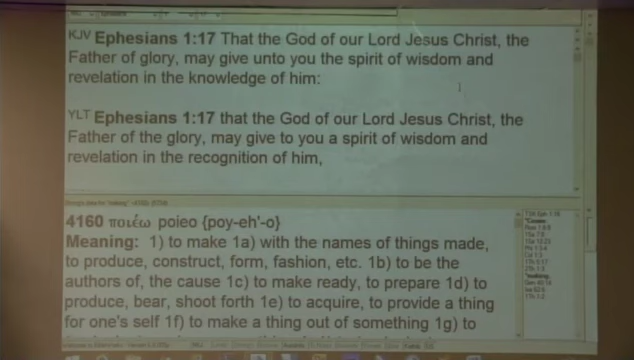 KJV Ephesians 1:17 That the God of our Lord Jesus Christ, the
Father of glory, may give unto you the spirit of wisdom and
revelation in the knowledge of him:
YLT Ephesians 1:17 that the God of our Lord Jesus Christ, the
Father of the glory, may give to you a spirit of wisdom and
revelation in the recognition of him,
4160 ποιέω poieo {poy-eh'-o}
Meaning: 1) to make 1a) with the names of things made,
to produce, construct, form, fashion, etc. 1b) to be the
authors of, the cause 1c) to make ready, to prepare 1d) to
produce, bear, shoot forth 1e) to acquire, to provide a thing
for one's self 1f) to make a thing out of something 1g) to